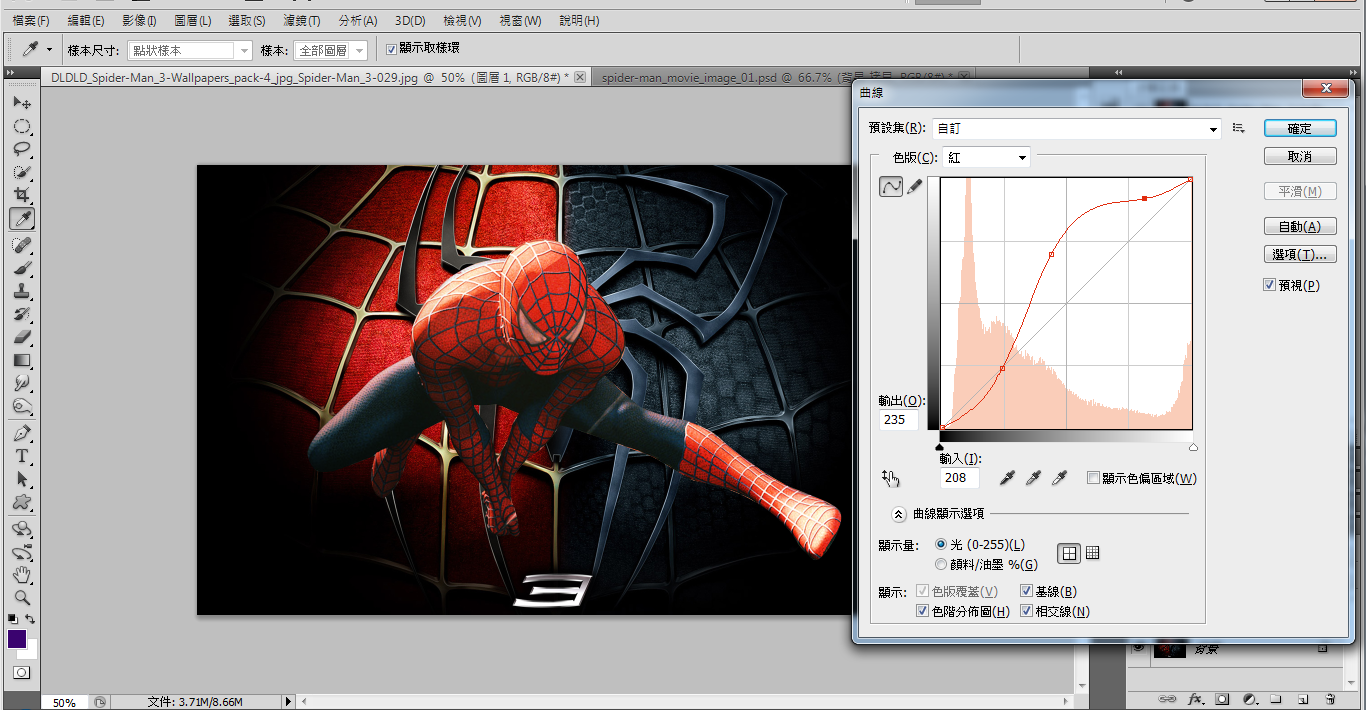 檔案(F) 編輯(E) 影像(I) 圖層(L) 選取(S) 濾鏡(T) 分析(A) 3D(D) 檢視(V) 視窗(W) 說明(H)
樣本尺寸: 點狀樣本 樣本: 全部圖層 顯示取樣環
DLDLD_Spider-Man_3-Wallpapers_pack-4_jpg_Spider-Man_3-029.jpg @ 50% (圖層 1, RGB/8#) *
spider-man_movie_image_01.psd @ 66.7% (背景 拷貝, RGB/8#) *
曲線
預設集(R): 自訂
確定
色版(C): 紅
取消
平滑(M)
自動(A)
選項(T)...
預視(P)
輸出(O):
235
輸入(I):
208
顯示色偏區域(W)
曲線顯示選項
顯示量: 光 (0-255)(L)
顏料/油墨 %(G)
顯示: 色版覆蓋(V) 基線(B)
色階分佈圖(H) 相交線(N)
3
T
背景
50% 文件: 3.71M/8.66M
fx